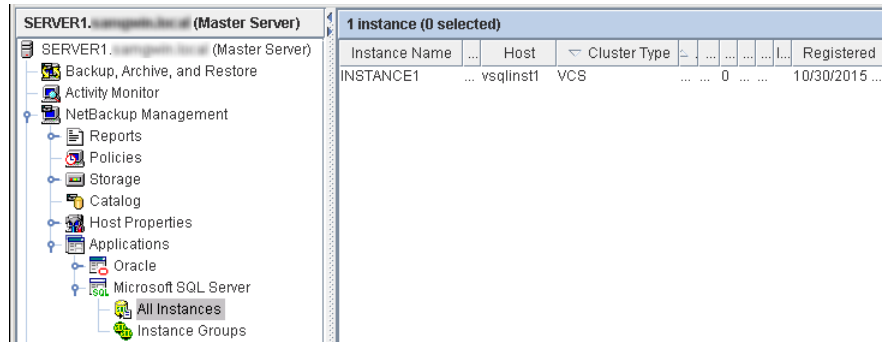 SERVER1. (Master Server)
SERVER1. (Master Server)
Backup, Archive, and Restore
Activity Monitor
NetBackup Management
Reports
Policies
Storage
Catalog
Host Properties
Applications
Oracle
Microsoft SQL Server
All Instances
Instance Groups
1 instance (0 selected)
Instance Name ... Host Cluster Type . ... ... ... ... I... Registered
INSTANCE1 ... vsqlinst1 VCS ... ... 0 ... ... 10/30/2015 ...